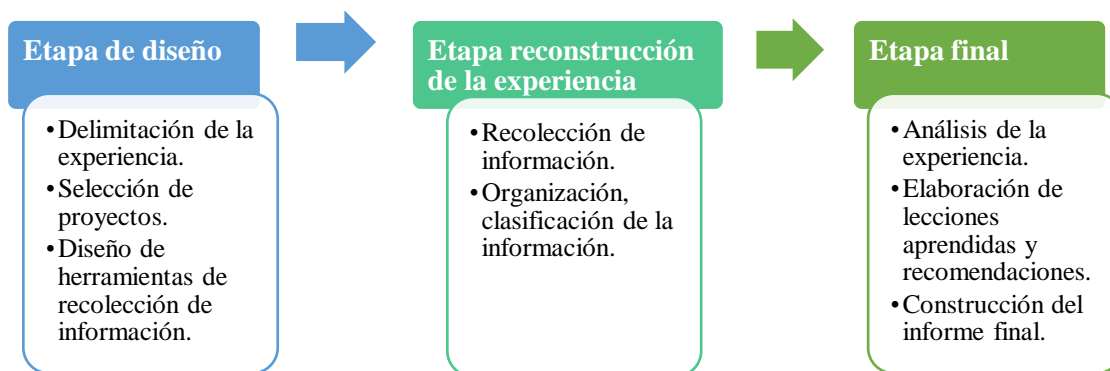 Etapa de diseño
•Delimitación de la
experiencia.
•Selección de
proyectos.
•Diseño de
herramientas de
recolección de
información.
Etapa reconstrucción
de la experiencia
•Recolección de
información.
•Organización,
clasificación de la
información.
Etapa final
•Análisis de la
experiencia.
•Elaboración de
lecciones
aprendidas y
recomendaciones.
•Construcción del
informe final.